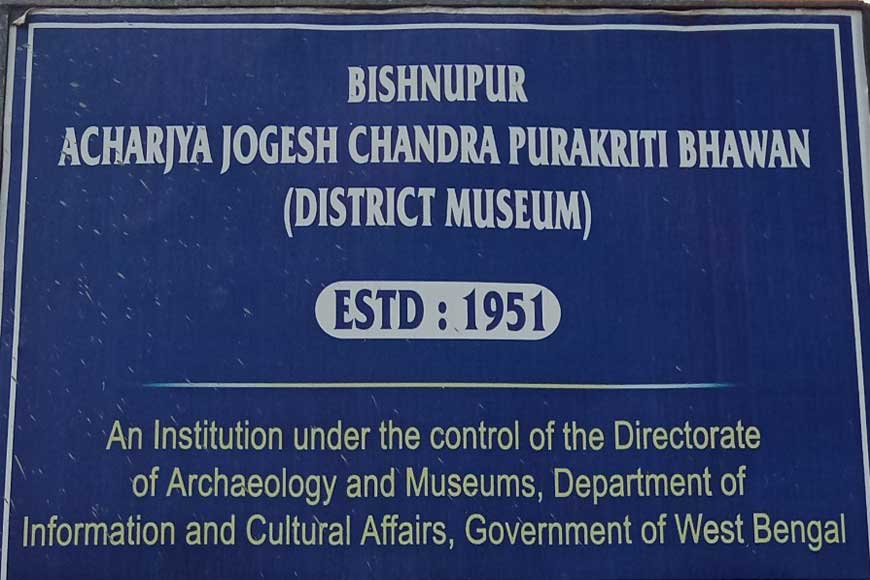 BISHNUPUR
ACHARJYA JOGESH CHANDRA PURAKRITI BHAWAN
(DISTRICT MUSEUM)
ESTD : 1951
An Institution under the control of the Directorate
of Archaeology and Museums, Department of
Information and Cultural Affairs, Government of West Bengal